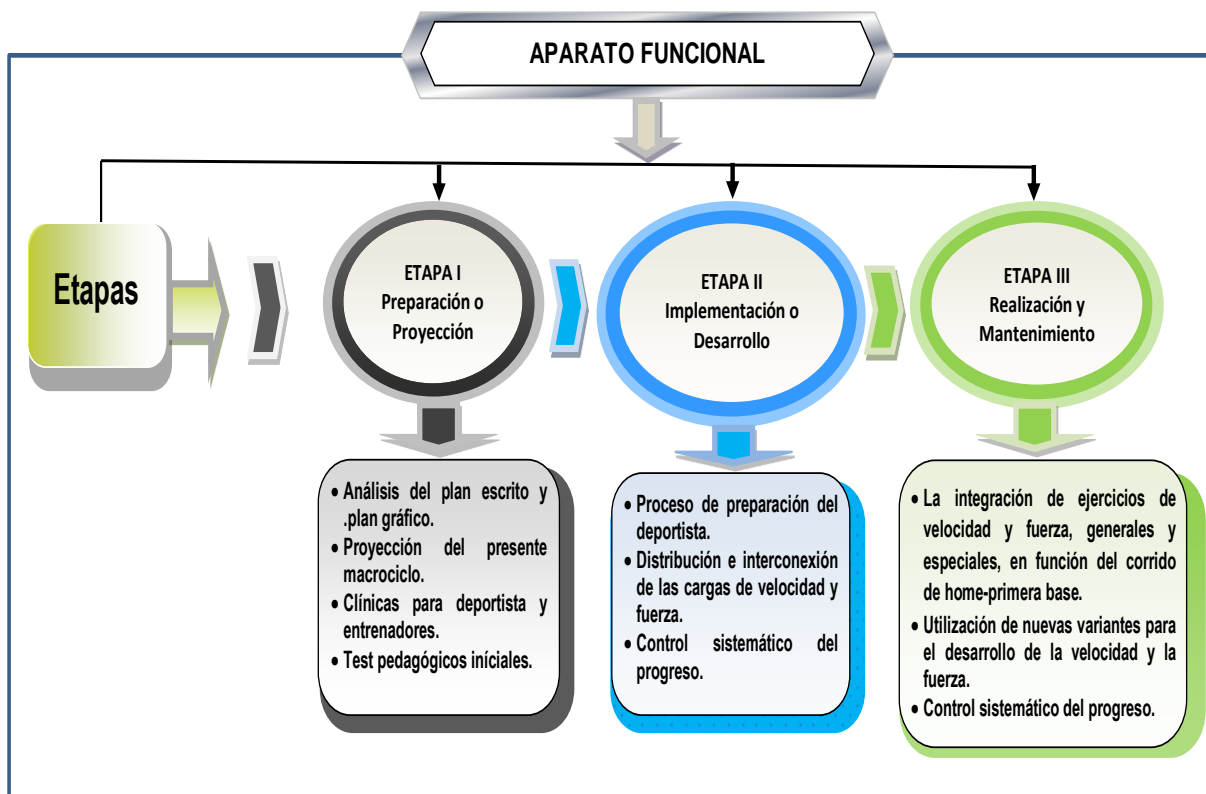 APARATO FUNCIONAL
Etapas
ETAPA I
Preparación o
Proyección
ETAPA II
Implementación o
Desarrollo
ETAPA III
Realización y
Mantenimiento
• Análisis del plan escrito y
.plan gráfico.
• Proyección del presente
macrociclo.
• Clínicas para deportista y
entrenadores.
• Test pedagógicos iníciales.
• Proceso de preparación del
deportista.
• Distribución e interconexión
de las cargas de velocidad y
fuerza.
• Control sistemático del
progreso.
• La integración de ejercicios de
velocidad y fuerza, generales y
especiales, en función del corrido
de home-primera base.
• Utilización de nuevas variantes para
el desarrollo de la velocidad y la
fuerza.
• Control sistemático del progreso.